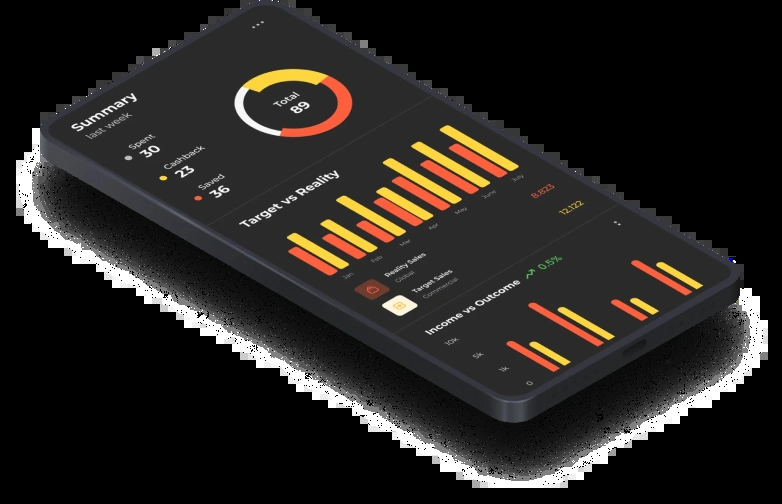 Summary
last week
Spent
30
Cashback
23
Saved
36
Total
89
Target vs Reality
Jan
Feb
Mar
Apr
May
June
July
Reality Sales
Global
8.823
Target Sales
Commercial
12.122
Income vs Outcome
0.5%
10k
5k
1k
0